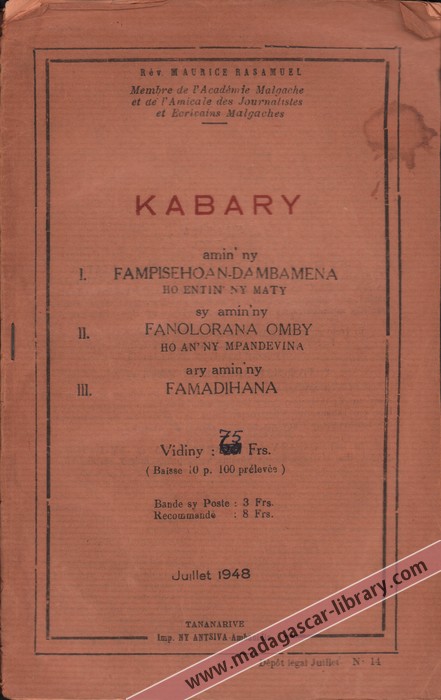 Rév. MAURICE RASAMUEL
Membre de l'Académie Malgache
et de l'Amicale des Journalistes
et Ecrivains Malgaches
KABARY
amin'ny
I. FAMPISEHOAN-DAMBAMENA
HO ENTIN' NY MATY
sy amin'ny
II. FANOLORANA OMBY
HO AN'NY MPANDEVINA
ary amin'ny
III. FAMADIHANA
Vidiny : 75 Frs.
( Baisse 10 p. 100 prélevés )
Bande sy Poste : 3 Frs.
Recommandé : 8 Frs.
Juillet 1948
TANANARIVE
Imp. NY ANTSIVA
Dépôt légal Juillet N° 14
www.madagascar-library.com